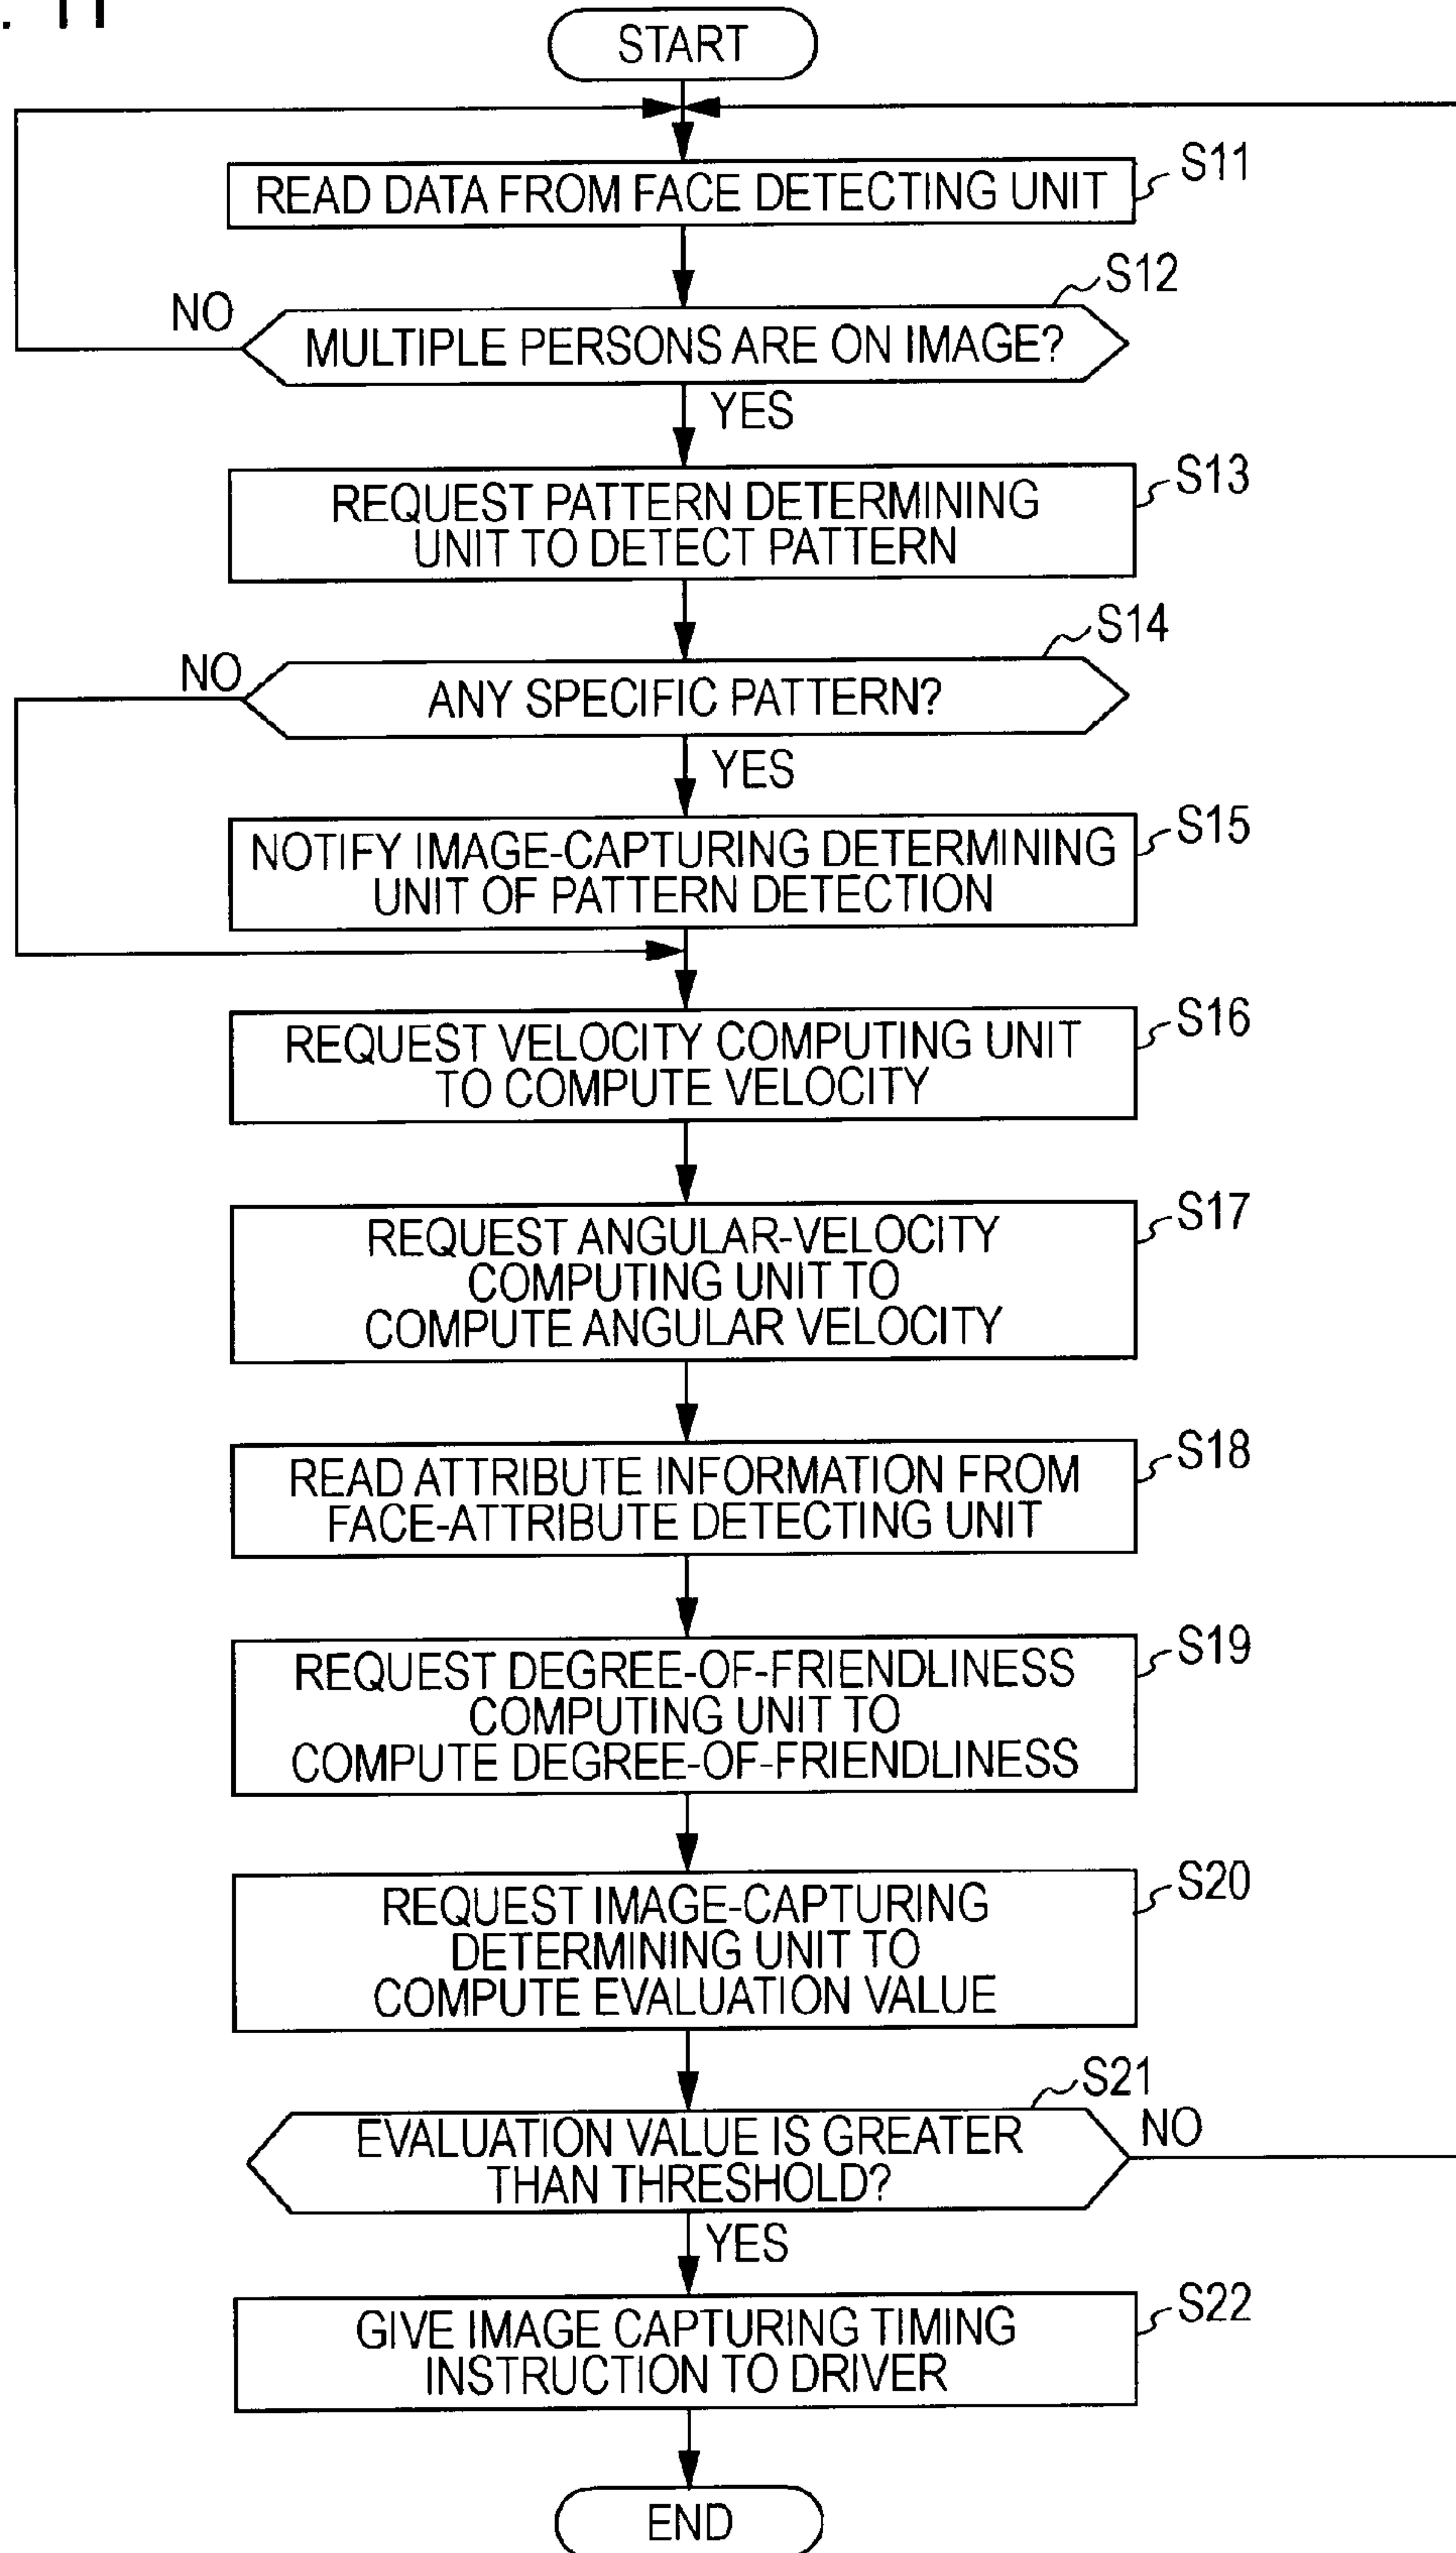 . 11
START
READ DATA FROM FACE DETECTING UNIT
S11
S12
NO
MULTIPLE PERSONS ARE ON IMAGE?
YES
S13
REQUEST PATTERN DETERMINING
UNIT TO DETECT PATTERN
S14
NO
ANY SPECIFIC PATTERN?
YES
S15
NOTIFY IMAGE-CAPTURING DETERMINING
UNIT OF PATTERN DETECTION
S16
REQUEST VELOCITY COMPUTING UNIT
TO COMPUTE VELOCITY
S17
REQUEST ANGULAR-VELOCITY
COMPUTING UNIT TO
COMPUTE ANGULAR VELOCITY
S18
READ ATTRIBUTE INFORMATION FROM
FACE-ATTRIBUTE DETECTING UNIT
S19
REQUEST DEGREE-OF-FRIENDLINESS
COMPUTING UNIT TO
COMPUTE DEGREE-OF-FRIENDLINESS
S20
REQUEST IMAGE-CAPTURING
DETERMINING UNIT TO
COMPUTE EVALUATION VALUE
S21
EVALUATION VALUE IS GREATER
THAN THRESHOLD?
NO
YES
S22
GIVE IMAGE CAPTURING TIMING
INSTRUCTION TO DRIVER
END